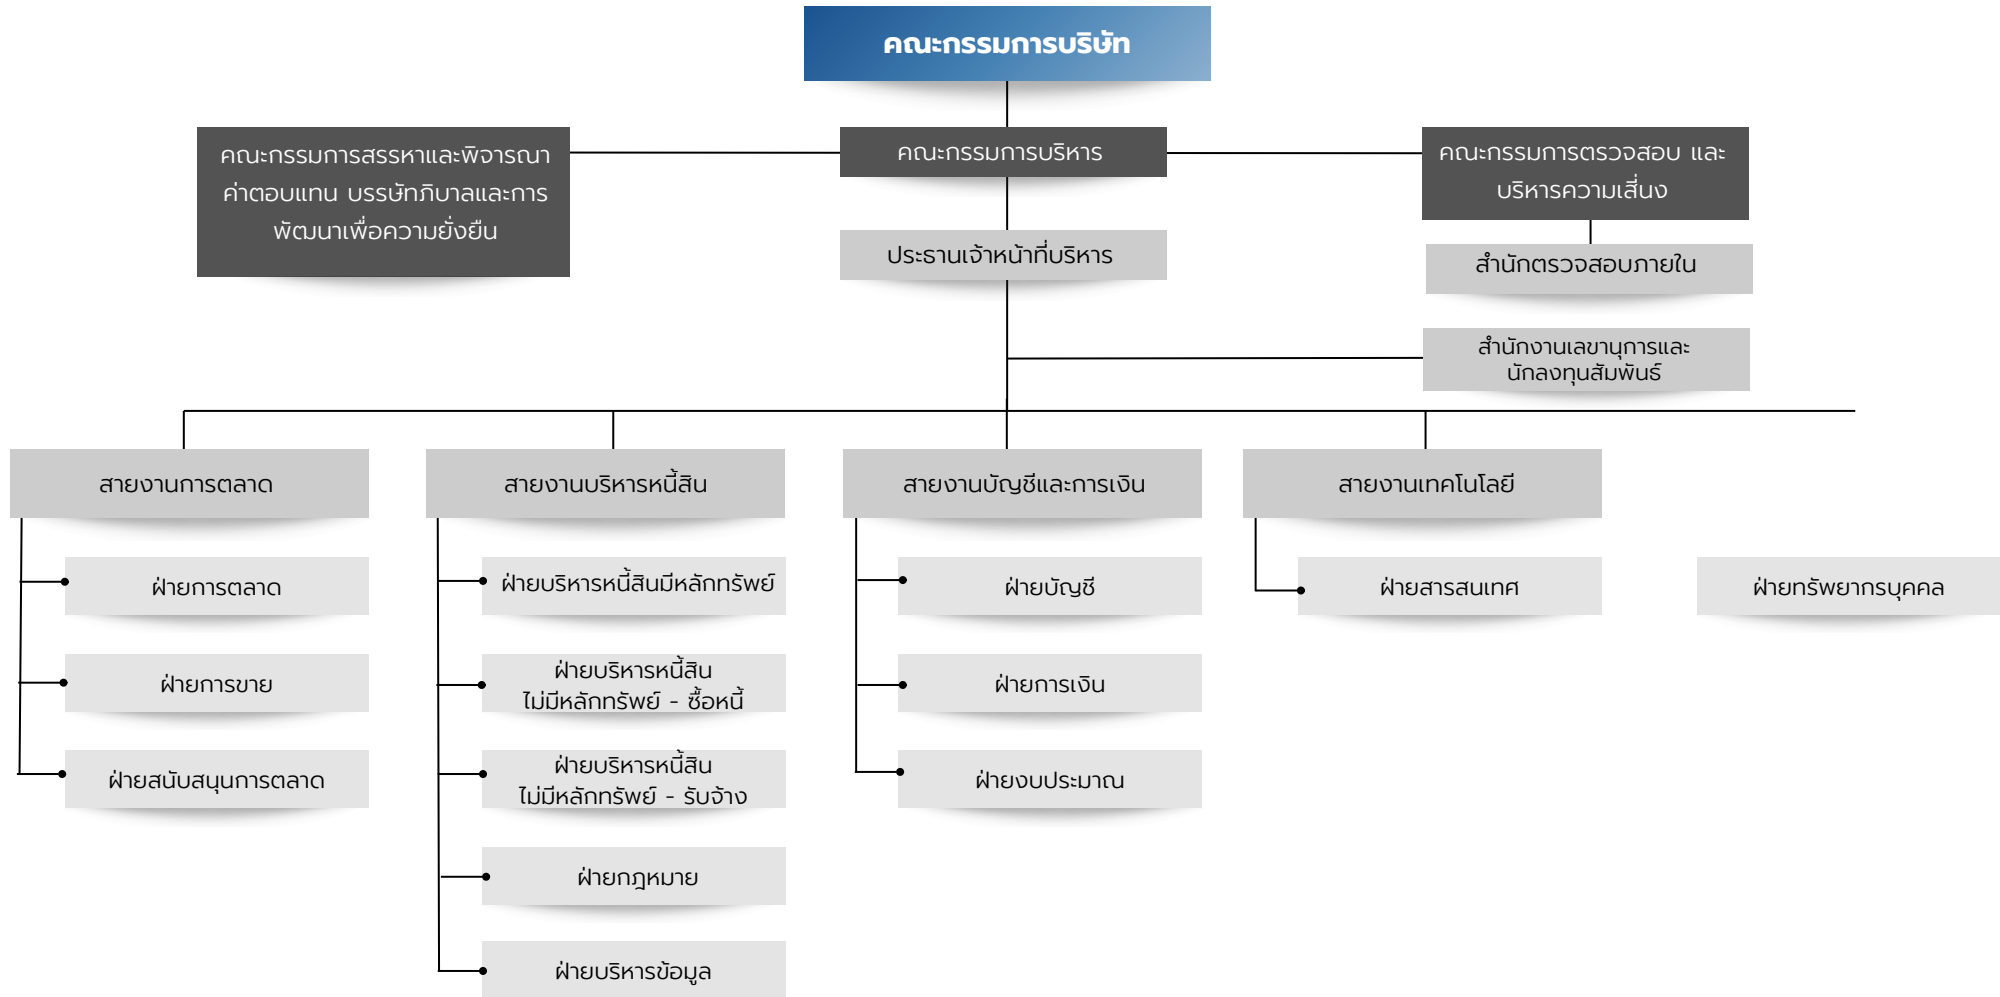 คณะกรรมการบริษัท
คณะกรรมการสรรหาและพิจารณา
ค่าตอบแทน บรรษัทภิบาลและการ
พัฒนาเพื่อความยั่งยืน
คณะกรรมการบริหาร
คณะกรรมการตรวจสอบ และ
บริหารความเสี่นง
ประธานเจ้าหน้าที่บริหาร
สำนักตรวจสอบภายใน
สำนักงานเลขานุการและ
นักลงทุนสัมพันธ์
สายงานการตลาด
สายงานบริหารหนี้สิน
สายงานบัญชีและการเงิน
สายงานเทคโนโลยี
ฝ่ายการตลาด
ฝ่ายการขาย
ฝ่ายสนับสนุนการตลาด
ฝ่ายบริหารหนี้สินมีหลักทรัพย์
ฝ่ายบริหารหนี้สิน
ไม่มีหลักทรัพย์ - ซื้อหนี้
ฝ่ายบริหารหนี้สิน
ไม่มีหลักทรัพย์ - รับจ้าง
ฝ่ายกฎหมาย
ฝ่ายบริหารข้อมูล
ฝ่ายบัญชี
ฝ่ายการเงิน
ฝ่ายงบประมาณ
ฝ่ายสารสนเทศ
ฝ่ายทรัพยากรบุคคล